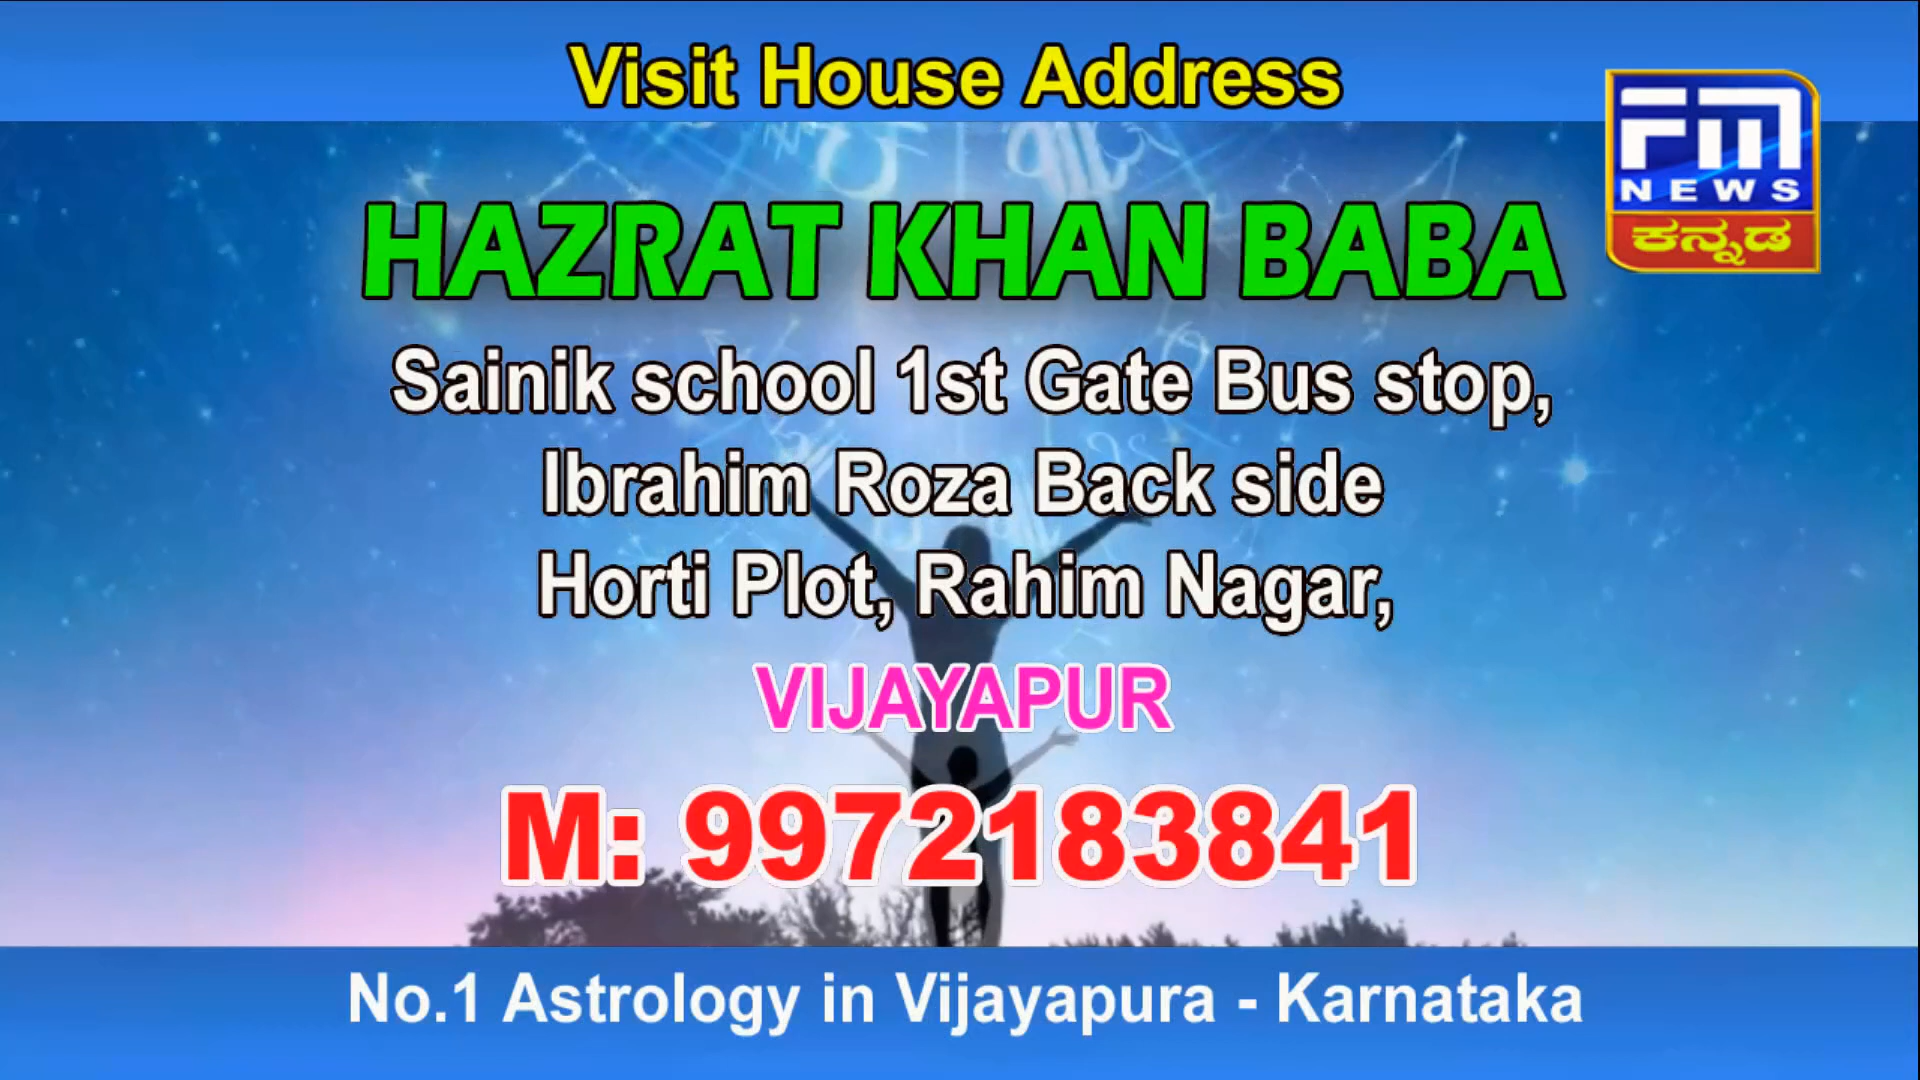 Visit House Address
FM
NEWS
ಕನ್ನಡ
HAZRAT KHAN BABA
Sainik school 1st Gate Bus stop,
Ibrahim Roza Back side
Horti Plot, Rahim Nagar,
VIJAYAPUR
M: 9972183841
No.1 Astrology in Vijayapura - Karnataka